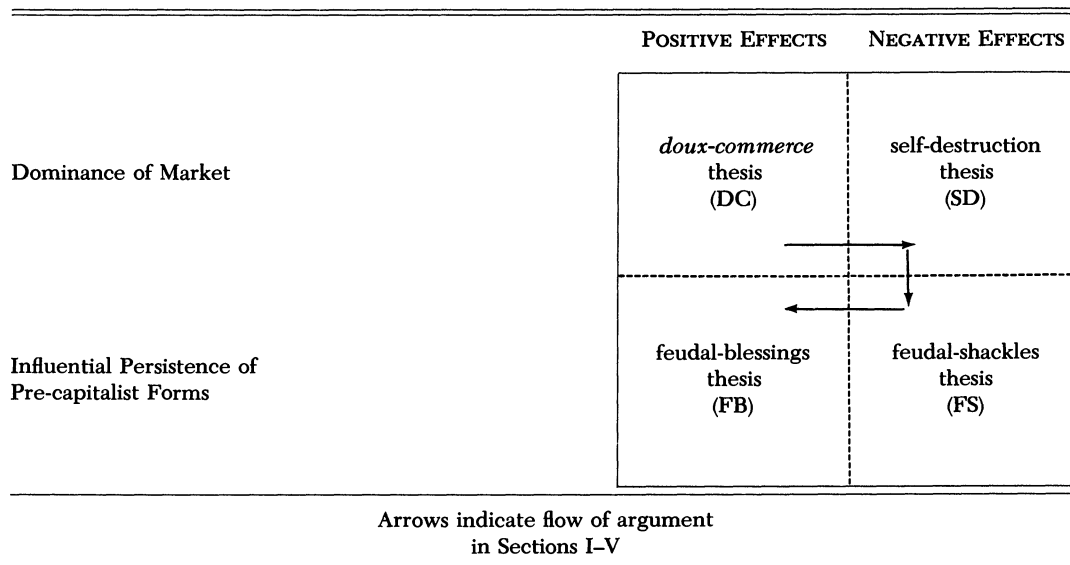 POSITIVE EFFECTS NEGATIVE EFFECTS
Dominance of Market
doux-commerce
thesis
(DC)
self-destruction
thesis
(SD)
Influential Persistence of
Pre-capitalist Forms
feudal-blessings
thesis
(FB)
feudal-shackles
thesis
(FS)
Arrows indicate flow of argument
in Sections I–V